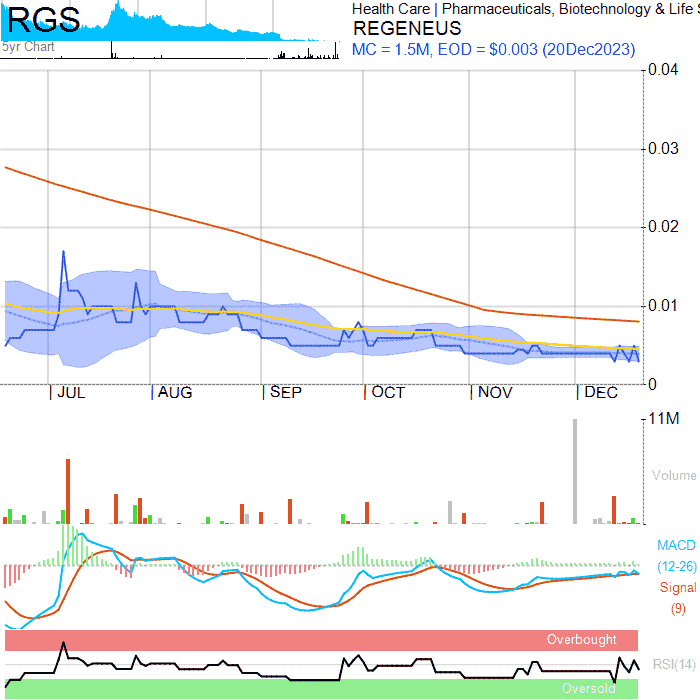 RGS
Health Care | Pharmaceuticals, Biotechnology & Life S
REGENEUS
5yr Chart
MC = 1.5M, EOD = $0.003 (20Dec2023)
0.04
0.03
0.02
0.01
0
JUL AUG SEP OCT NOV DEC
11M
Volume
MACD
(12-26)
Signal
(9)
Overbought
RSI(14)
Oversold